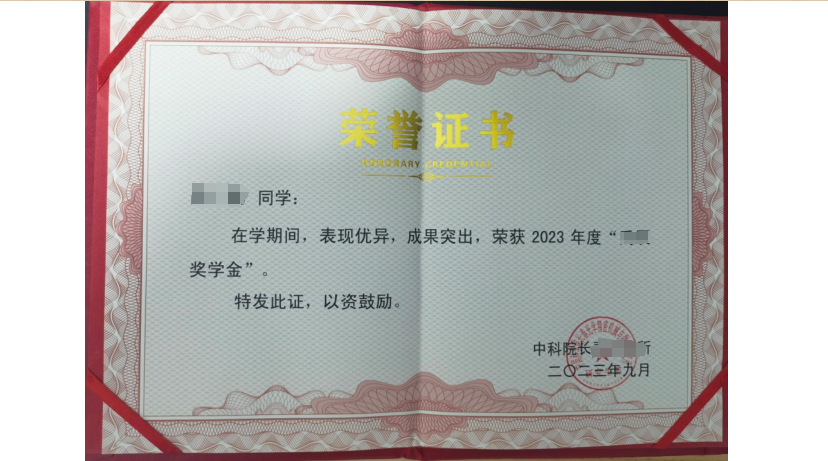 荣誉证书
HONORARY CREDENTIAL
同学：
在学期间，表现优异，成果突出，荣获 2023 年度“
奖学金”。
特发此证，以资鼓励。
中科院长 所
二〇二三年九月